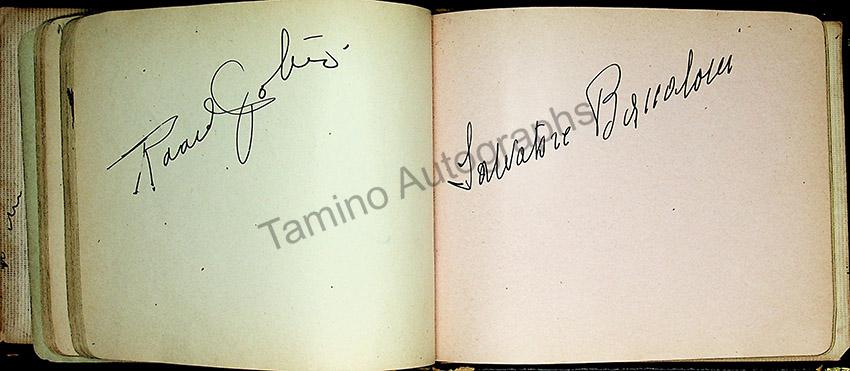 Raoul Jobin
Salvatore Baccaloni
Tamino Autographs